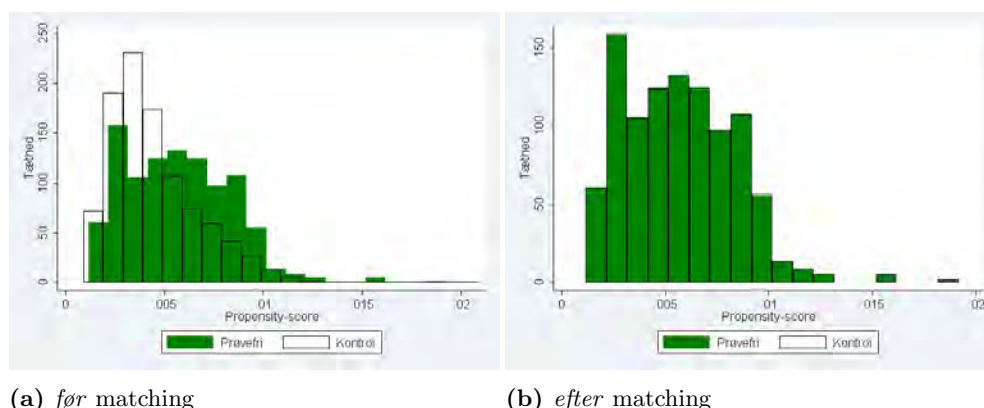 250
200
150
100
50
0
Tæthed
0 005 01 015 02
Propensity-score
Prøvefri Kontrol
150
100
50
0
Tæthed
0 005 01 015 02
Propensity-score
Prøvefri Kontrol
(a) før matching
(b) efter matching